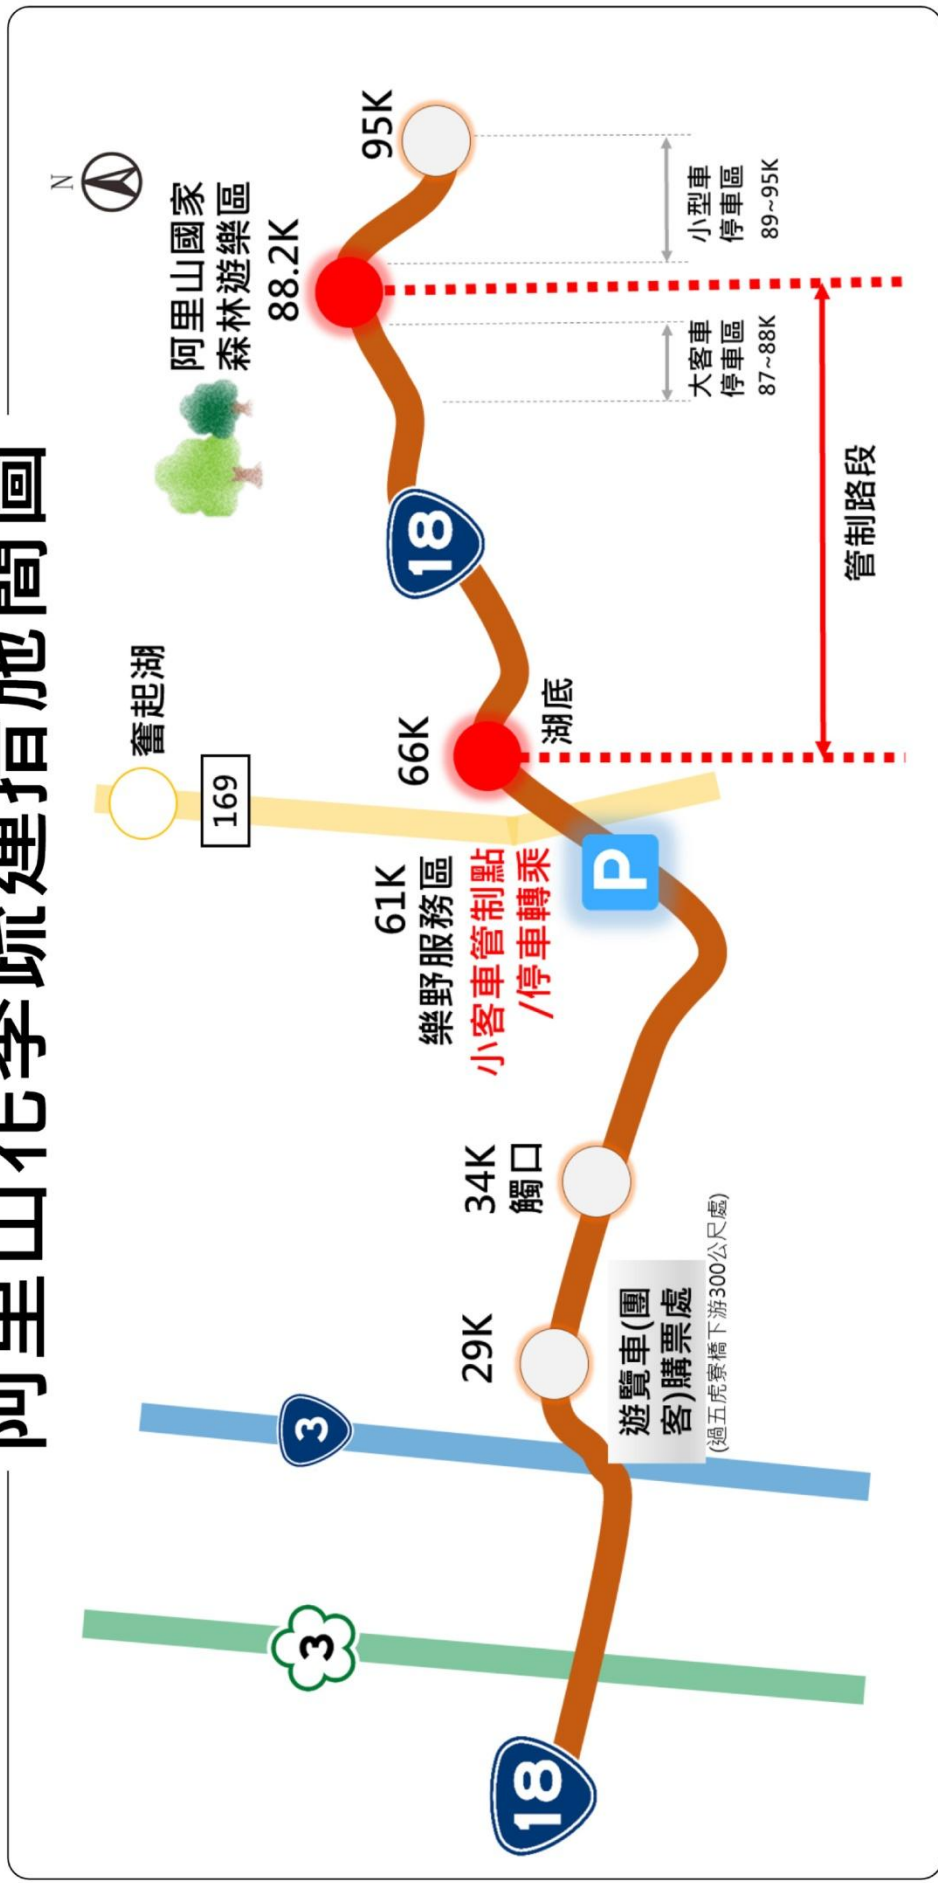 阿里山花季疏運措施簡圖
N
阿里山國家
森林遊樂區
88.2K
95K
奮起湖
169
18
66K
湖底
61K
樂野服務區
小客車管制點
/停車轉乘
P
34K
觸口
29K
遊覽車(團
客)購票處
(過五虎寮橋下游300公尺處)
3
3
18
大客車
停車區
87~88K
小型車
停車區
89~95K
管制路段